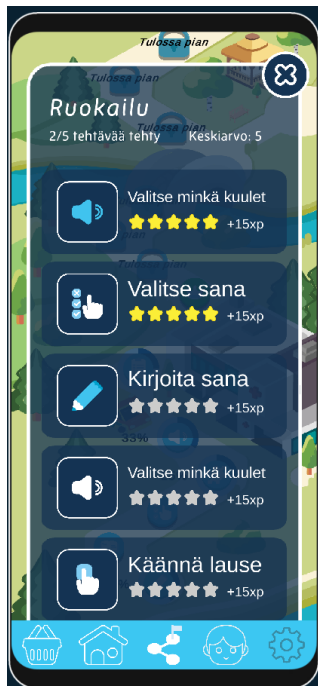 Tulossa pian
Tulossa pian
Ruokailu
Tulossa pian
2/5 tehtävää tehty Keskiarvo: 5
Valitse minkä kuulet
+15xp
Tulossa pian
Valitse sana
+15xp
Kirjoita sana
+15xp
33%
Valitse minkä kuulet
+15xp
Käännä lause
+15xp